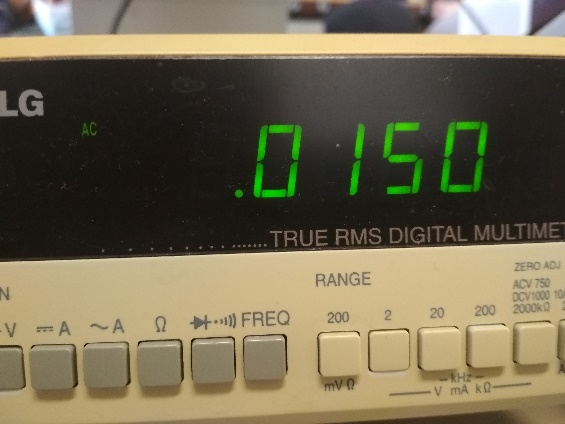 LG
AC
.0150
TRUE RMS DIGITAL
RANGE
ZERO ADJ
ACV 750
DCV1000
2000kΩ
V ⎓A ~A Ω FREQ
200 2 20 200
mV Ω
kHz
V mA kΩ